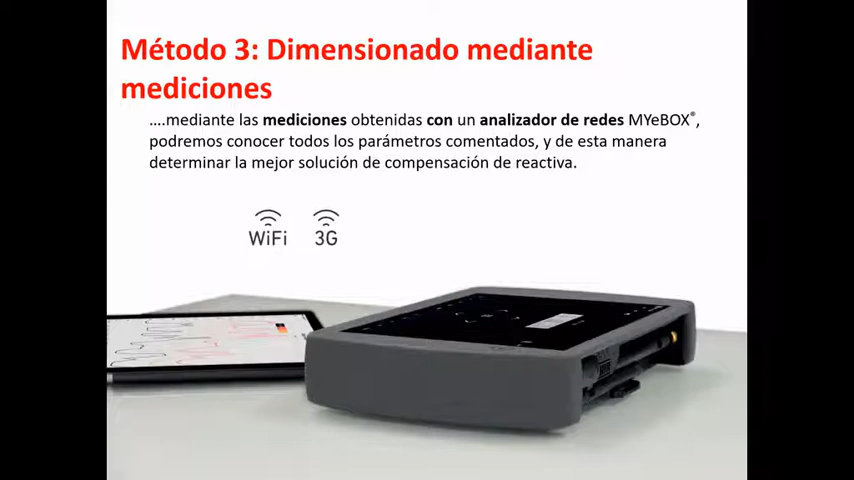 Método 3: Dimensionado mediante
mediciones
....mediante las mediciones obtenidas con un analizador de redes MYeBOX®,
podremos conocer todos los parámetros comentados, y de esta manera
determinar la mejor solución de compensación de reactiva.
WiFi 3G